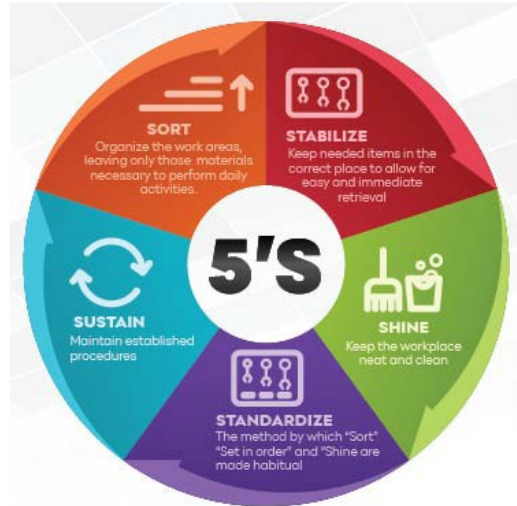 SORT
Organize the work areas,
leaving only those materials
necessary to perform daily
activities.
STABILIZE
Keep needed items in the
correct place to allow for
easy and immediate
retrieval
5'S
SUSTAIN
Maintain established
procedures
SHINE
Keep the workplace
neat and clean
STANDARDIZE
The method by which "Sort"
"Set in order" and "Shine are
made habitual